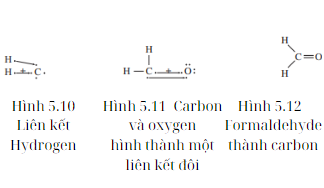 H
H + C .
H
H — C + Ö:
H
C = O
H
Hình 5.10
Liên kết
Hydrogen
Hình 5.11 Carbon
và oxygen
hình thành một
liên kết đôi
Hình 5.12
Formaldehyde
thành carbon